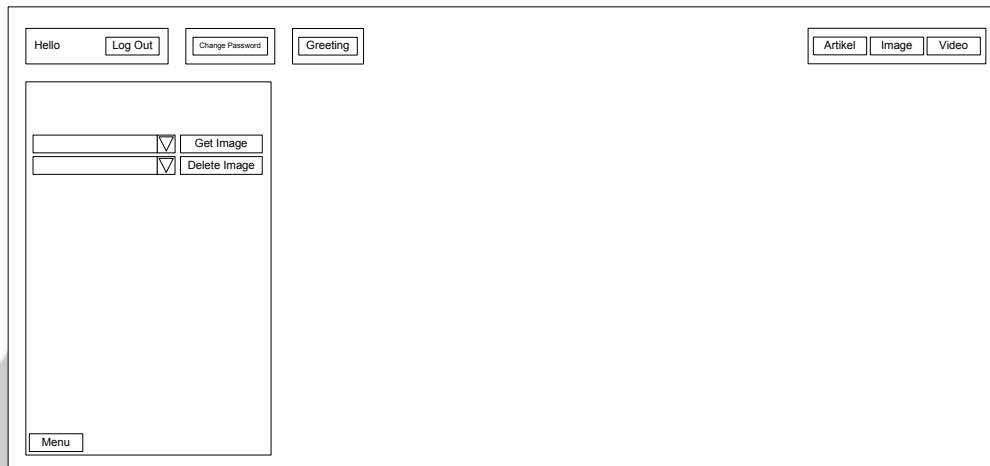 Hello
Log Out
Change Password
Greeting
Artikel
Image
Video
Get Image
Delete Image
Menu